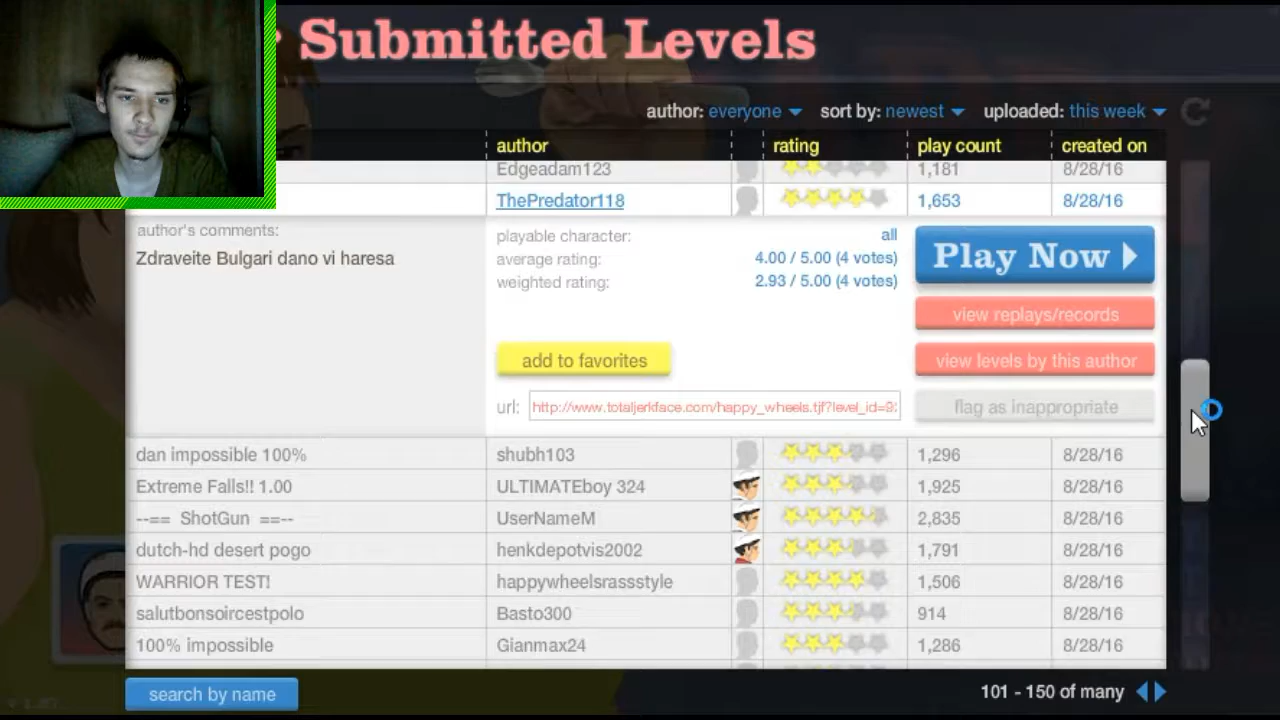 Submitted Levels
author: everyone sort by: newest uploaded: this week
author rating play count created on
Edgeadam123 1,181 8/28/16
ThePredator118 1,653 8/28/16
author's comments:
Zdraveite Bulgari dano vi haresa
playable character: all
average rating: 4.00 / 5.00 (4 votes)
weighted rating: 2.93 / 5.00 (4 votes)
Play Now
view replays/records
add to favorites
view levels by this author
url: http://www.totaljerkface.com/happy_wheels.tjf?level_id=9
flag as inappropriate
dan impossible 100% shubh103 1,296 8/28/16
Extreme Falls!! 1.00 ULTIMATEboy 324 1,925 8/28/16
--== ShotGun ==-- UserNameM 2,835 8/28/16
dutch-hd desert pogo henkdepotvis2002 1,791 8/28/16
WARRIOR TEST! happywheelsrassstyle 1,506 8/28/16
salutbonsoircestpolo Basto300 914 8/28/16
100% impossible Gianmax24 1,286 8/28/16
search by name
101 - 150 of many